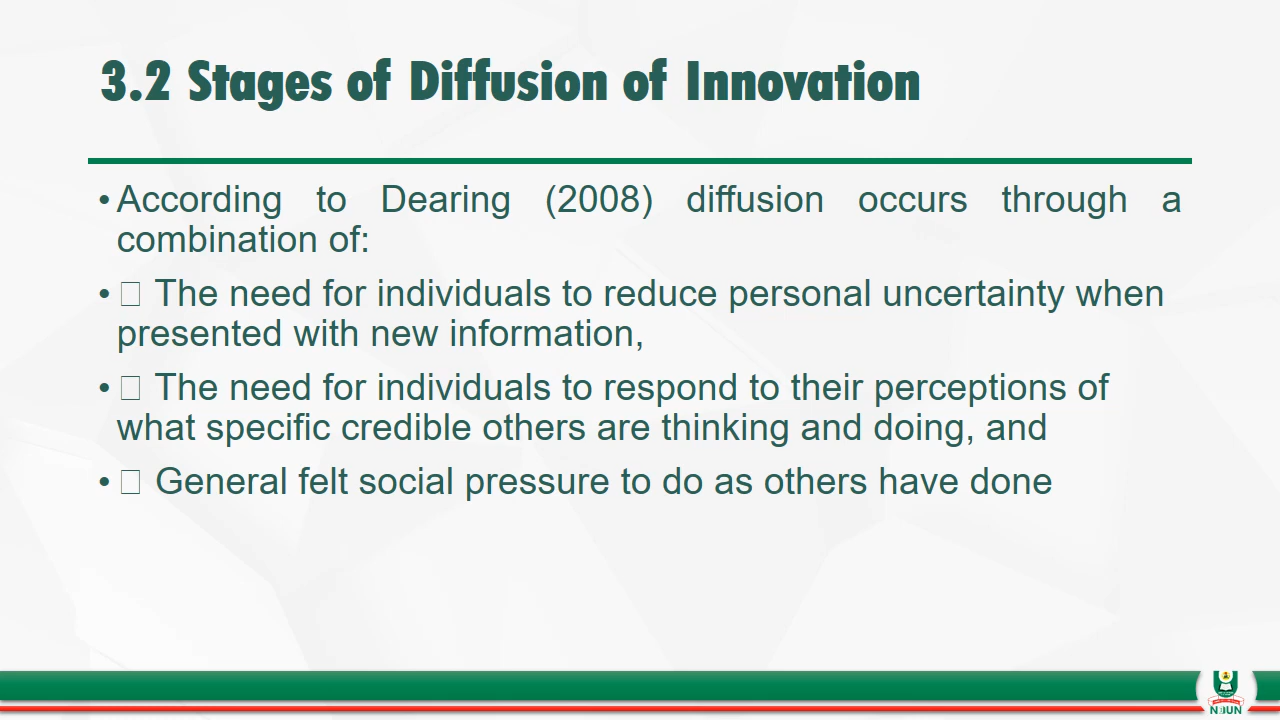 3.2 Stages of Diffusion of Innovation
• According to Dearing (2008) diffusion occurs through a
combination of:
• □ The need for individuals to reduce personal uncertainty when
presented with new information,
• □ The need for individuals to respond to their perceptions of
what specific credible others are thinking and doing, and
• □ General felt social pressure to do as others have done
NOUN